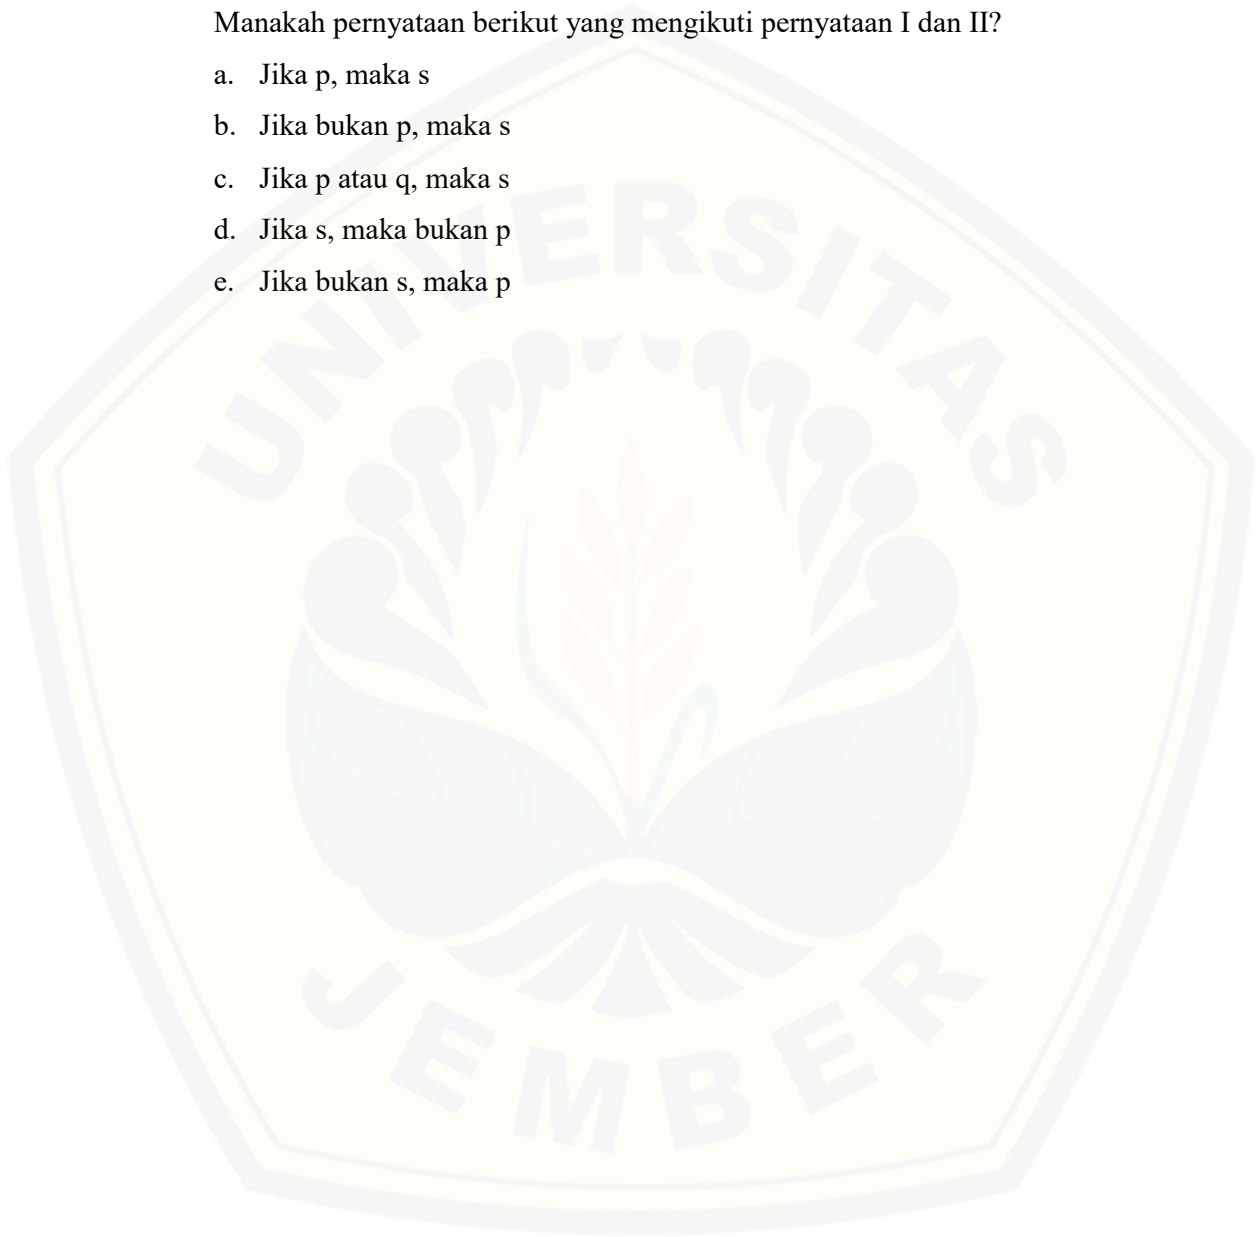 Manakah pernyataan berikut yang mengikuti pernyataan I dan II?
a. Jika p, maka s
b. Jika bukan p, maka s
c. Jika p atau q, maka s
d. Jika s, maka bukan p
e. Jika bukan s, maka p
UNIVERSITAS
JEMBER